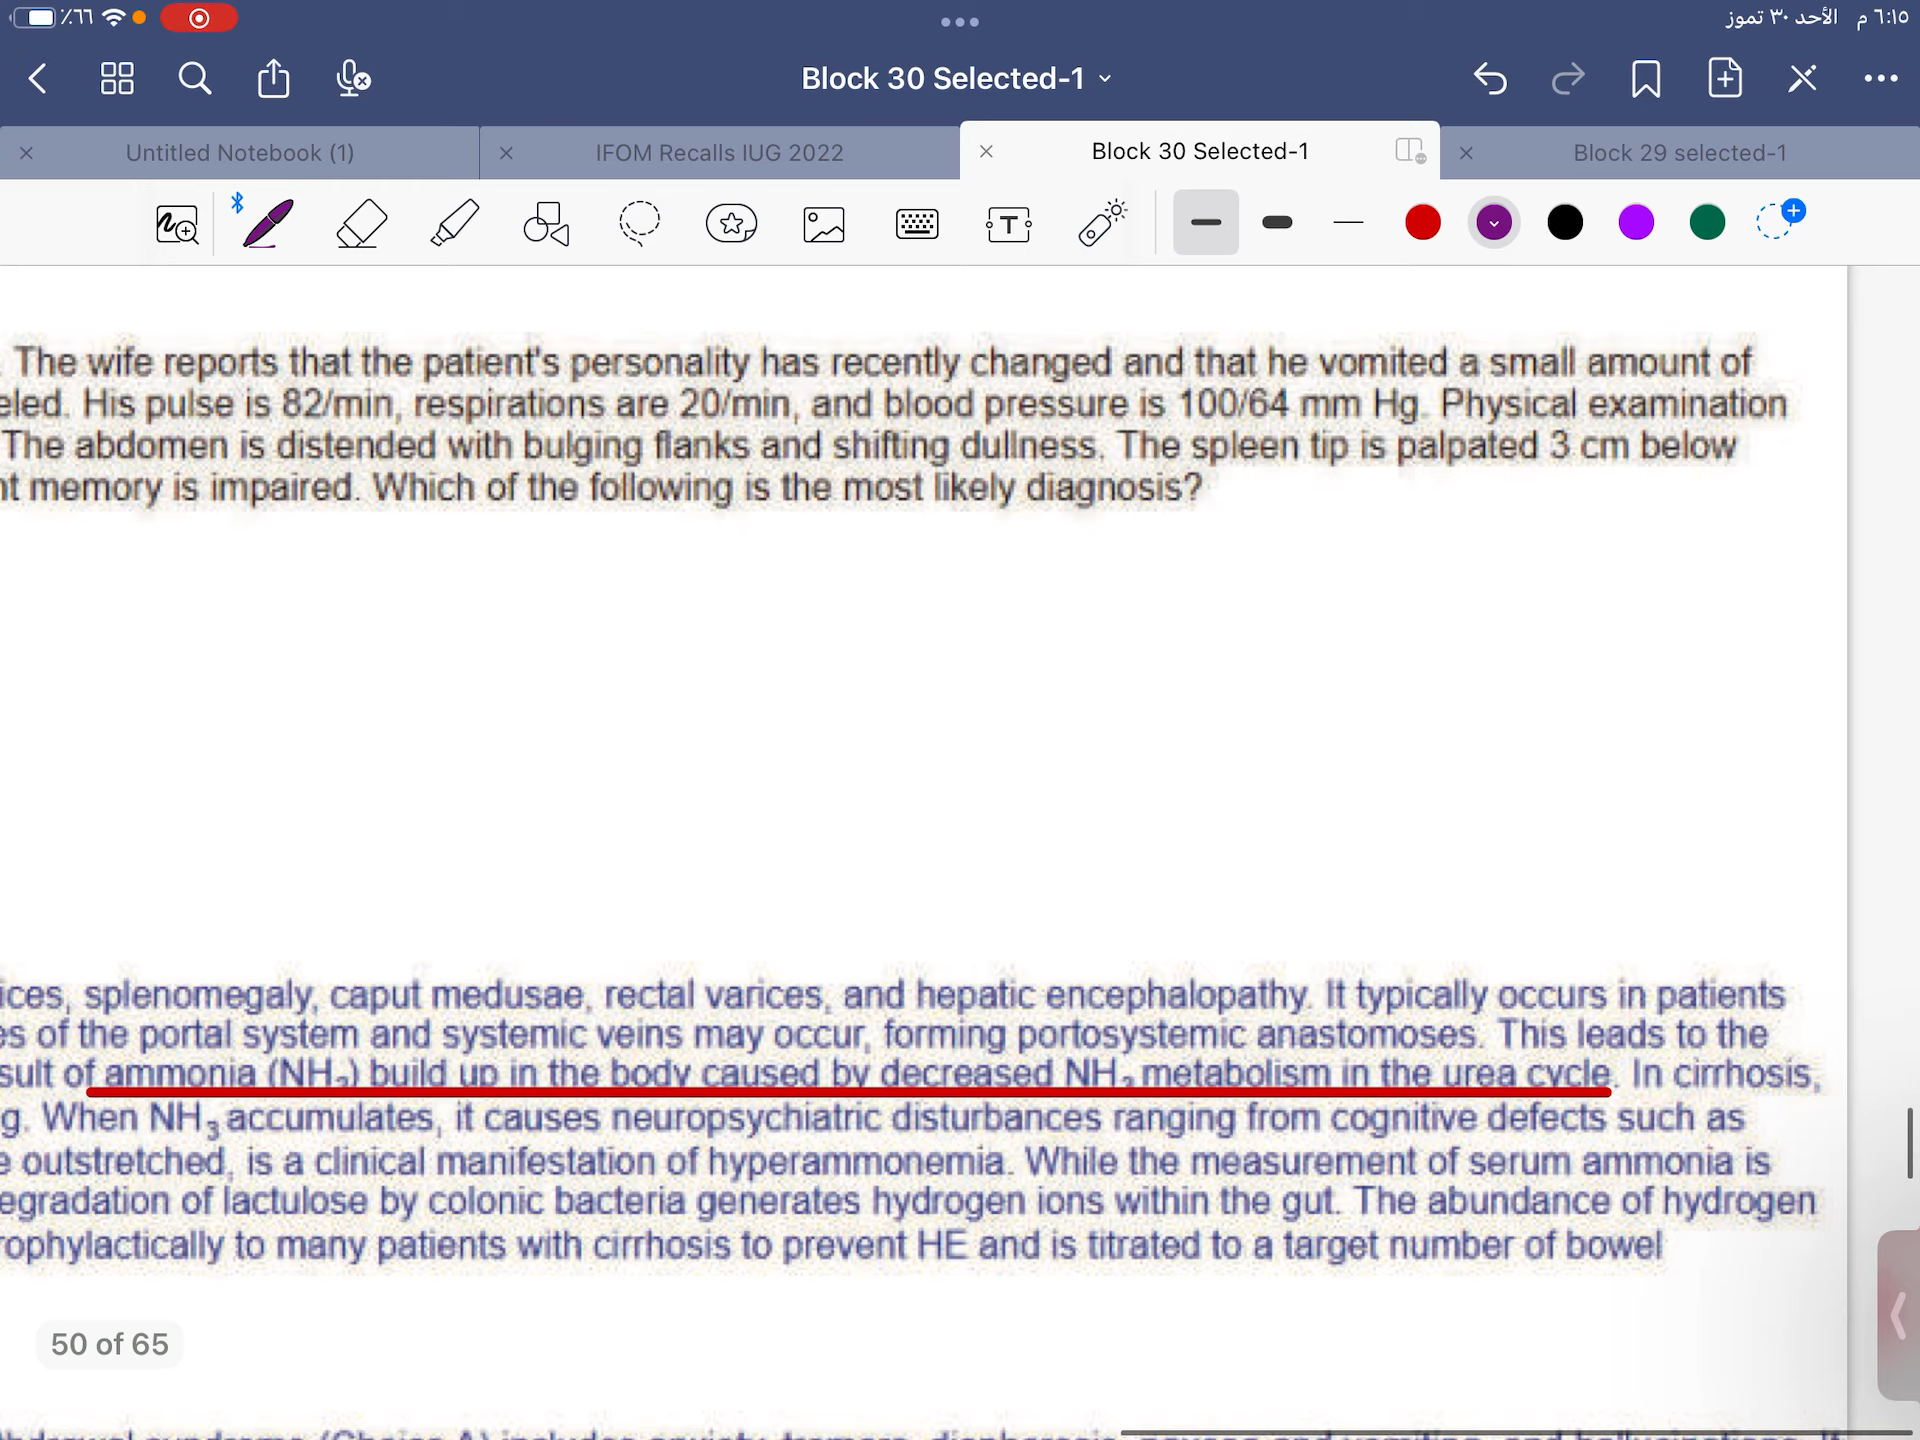 ٪٦٦
الأحد ٣٠ تموز ٦:١٥ م
Block 30 Selected-1
Untitled Notebook (1)
IFOM Recalls IUG 2022
Block 30 Selected-1
Block 29 selected-1
T
. The wife reports that the patient's personality has recently changed and that he vomited a small amount of
eled. His pulse is 82/min, respirations are 20/min, and blood pressure is 100/64 mm Hg. Physical examination
The abdomen is distended with bulging flanks and shifting dullness. The spleen tip is palpated 3 cm below
nt memory is impaired. Which of the following is the most likely diagnosis?
ices, splenomegaly, caput medusae, rectal varices, and hepatic encephalopathy. It typically occurs in patients
es of the portal system and systemic veins may occur, forming portosystemic anastomoses. This leads to the
sult of ammonia (NH3) build up in the body caused by decreased NH3 metabolism in the urea cycle. In cirrhosis,
g. When NH3 accumulates, it causes neuropsychiatric disturbances ranging from cognitive defects such as
e outstretched, is a clinical manifestation of hyperammonemia. While the measurement of serum ammonia is
egradation of lactulose by colonic bacteria generates hydrogen ions within the gut. The abundance of hydrogen
rophylactically to many patients with cirrhosis to prevent HE and is titrated to a target number of bowel
50 of 65